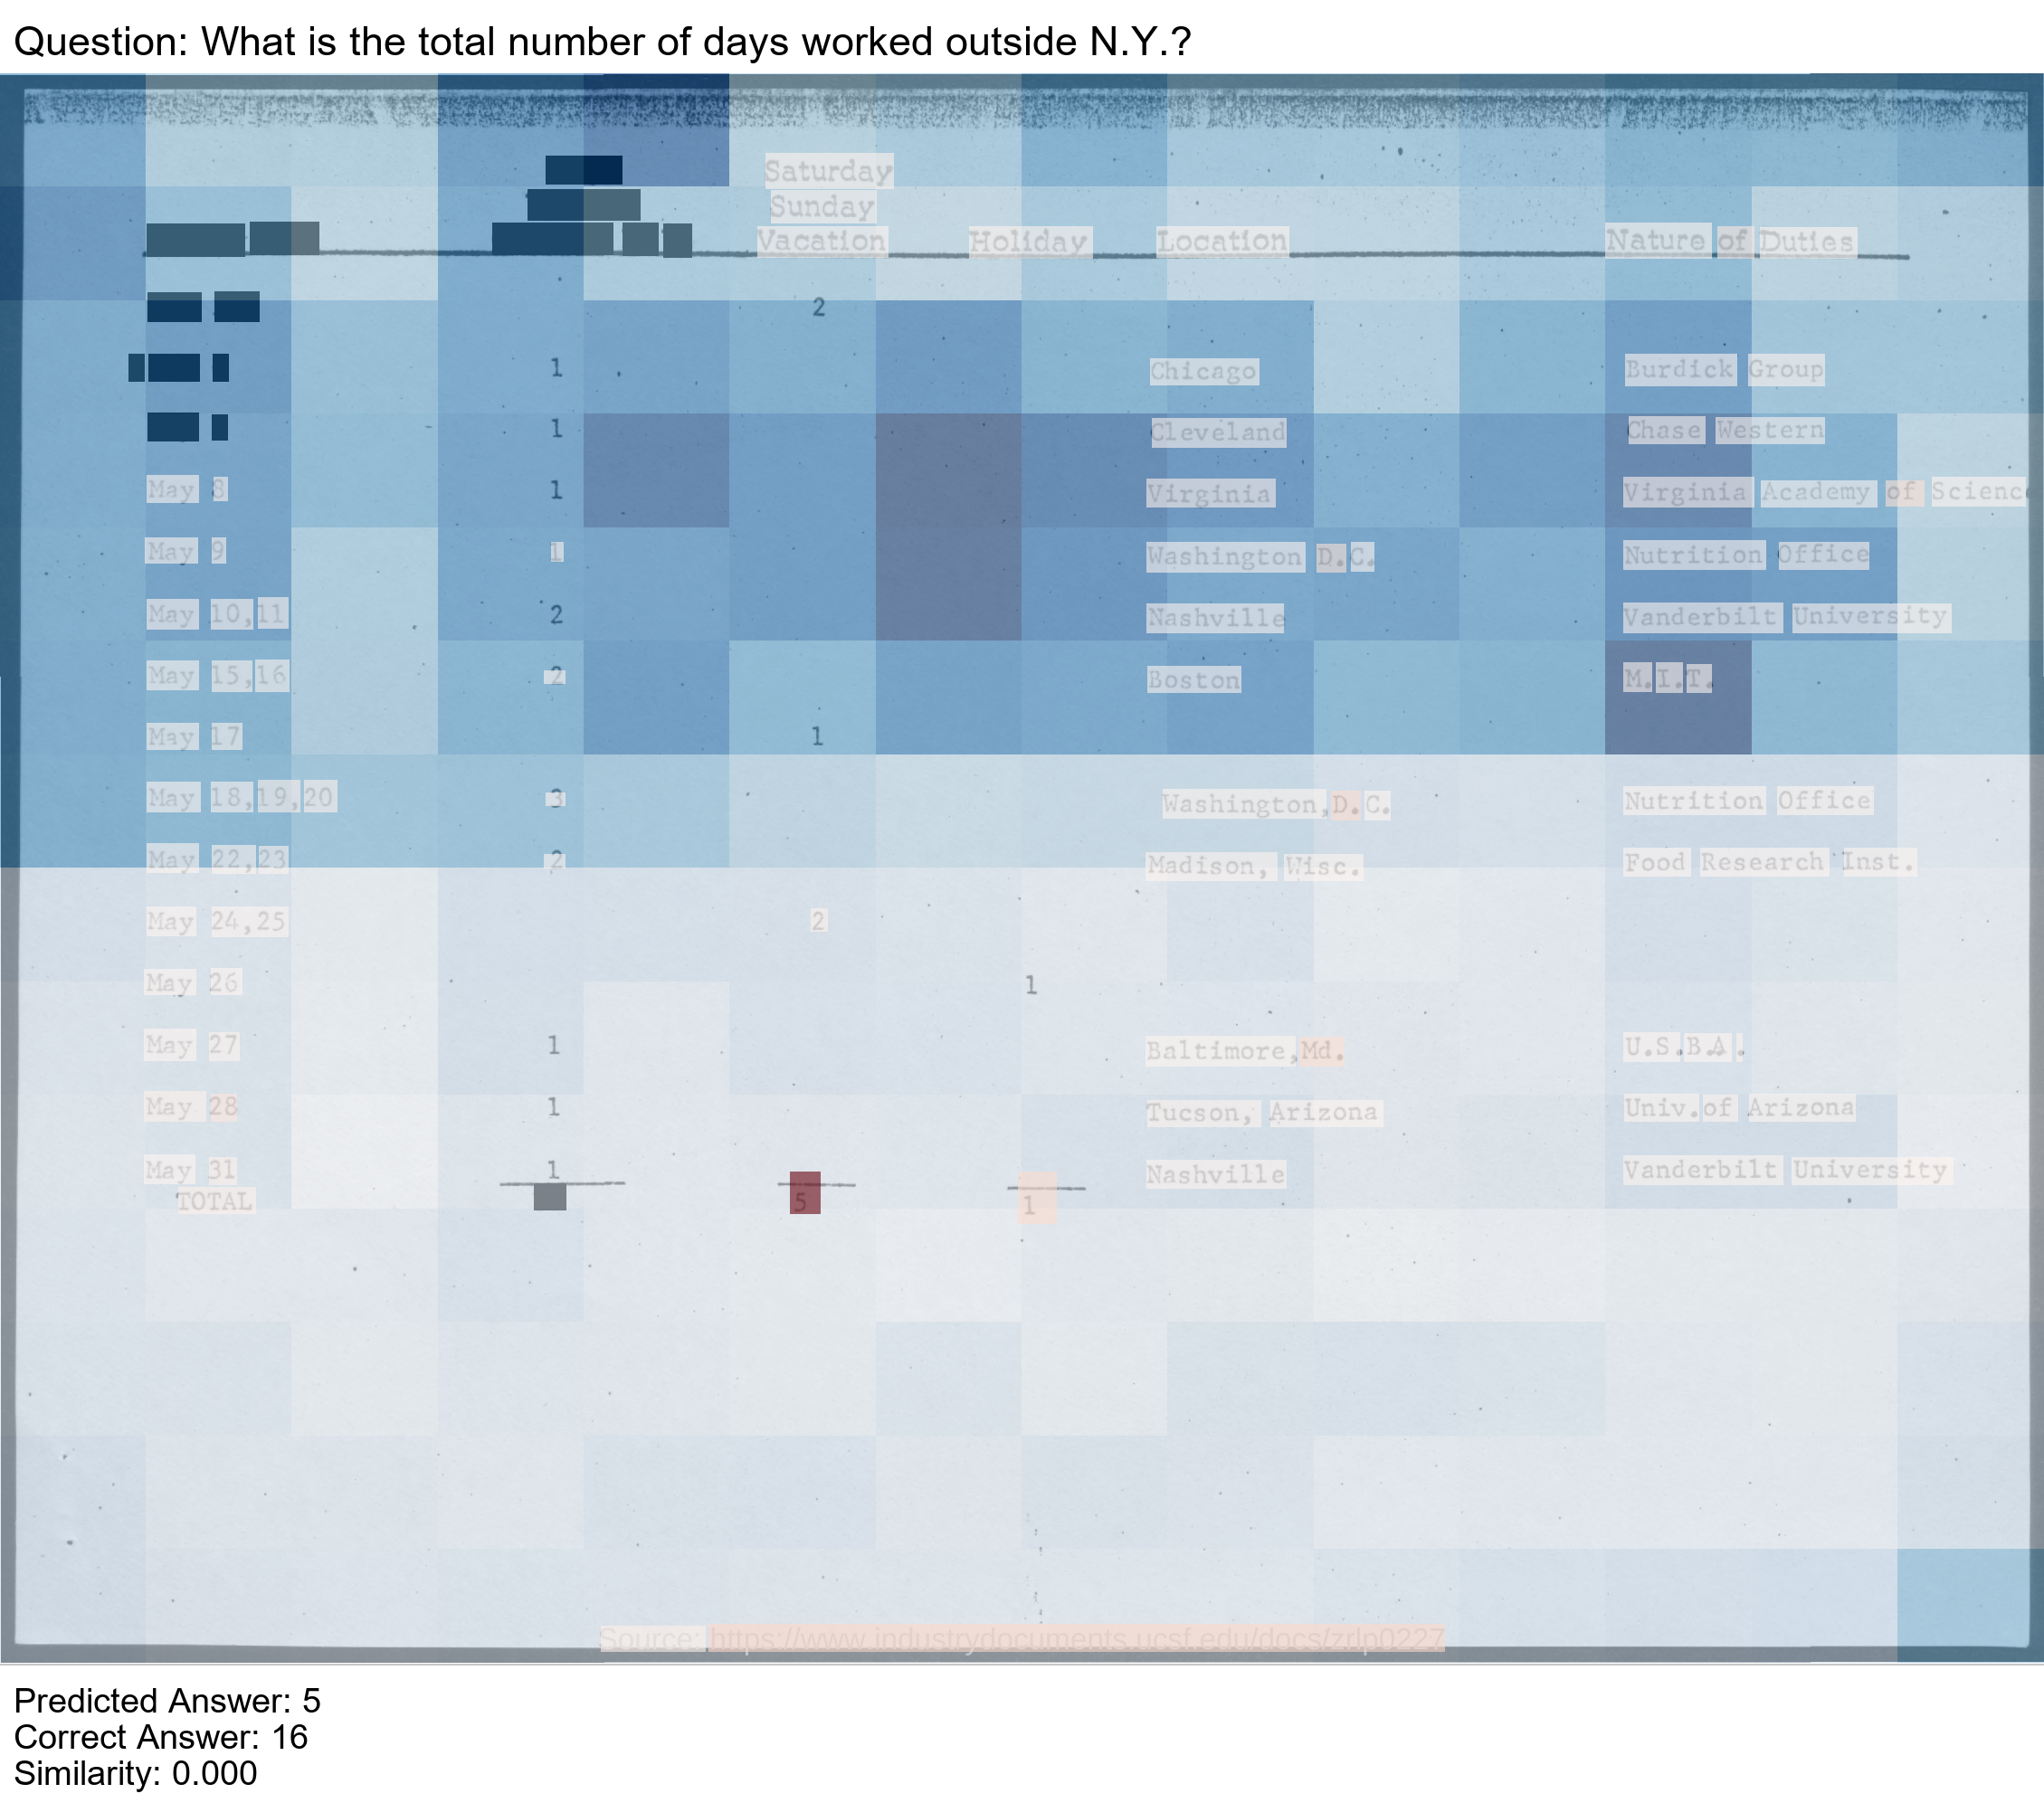 Question: What is the total number of days worked outside N.Y.?
Saturday
Sunday
Vacation Holiday Location Nature of Duties
2
1 Chicago Burdick Group
1 Cleveland Chase Western
May 8 1 Virginia Virginia Academy of Scienc
May 9 1 Washington D.C. Nutrition Office
May 10,11 2 Nashville Vanderbilt University
May 15,16 2 Boston M.I.T.
May 17 1
May 18,19,20 3 Washington,D.C. Nutrition Office
May 22,23 2 Madison, Wisc. Food Research Inst.
May 24,25 2
May 26 1
May 27 1 Baltimore,Md. U.S.B.A.
May 28 1 Tucson, Arizona Univ.of Arizona
May 31 1 Nashville Vanderbilt University
TOTAL 5 1
Source: https://www.industrydocuments.ucsf.edu/docs/zrlp0227
Predicted Answer: 5
Correct Answer: 16
Similarity: 0.000